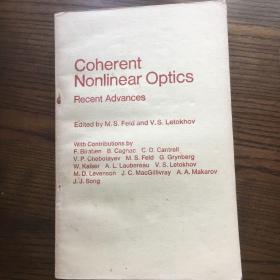 Coherent
Nonlinear Optics
Recent Advances
Edited by M. S. Feld and V. S. Letokhov
With Contributions by
F. Biraben B. Cagnac C. D. Cantrell
V. P. Chebotayev M. S. Feld G. Grynberg
W. Kaiser A. L. Laubereau V. S. Letokhov
M. D. Levenson J. C. MacGillivray A. A. Makarov
J. J. Song